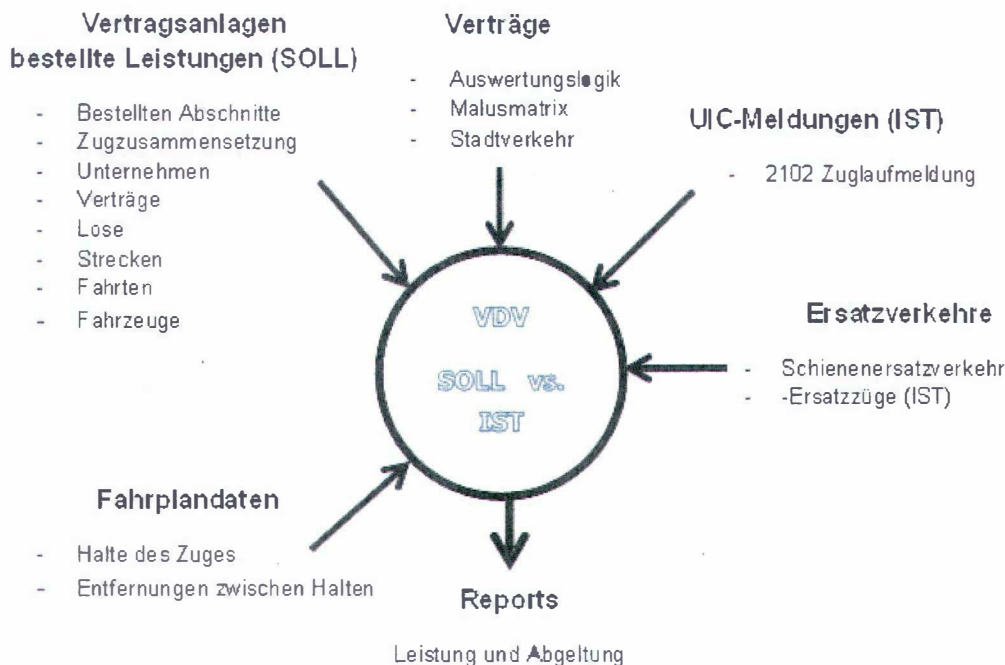 Vertragsanlagen
bestellte Leistungen (SOLL)
- Bestellten Abschnitte
- Zugzusammensetzung
- Unternehmen
- Verträge
- Lose
- Strecken
- Fahrten
- Fahrzeuge
Verträge
- Auswertungslogik
- Malusmatrix
- Stadtverkehr
UIC-Meldungen (IST)
- 2102 Zuglaufmeldung
VDV
SOLL vs.
IST
Ersatzverkehre
- Schienenersatzverkehr
- -Ersatzzüge (IST)
Fahrplandaten
- Halte des Zuges
- Entfernungen zwischen Halten
Reports
Leistung und Abgeltung